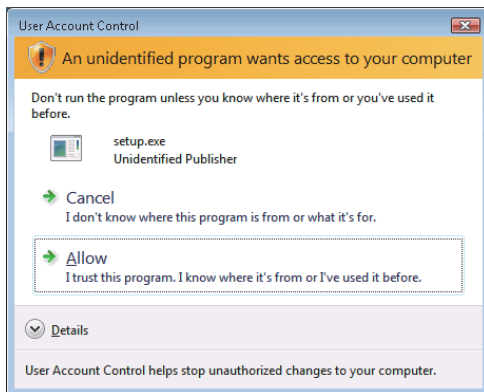 User Account Control
An unidentified program wants access to your computer
Don't run the program unless you know where it's from or you've used it
before.
setup.exe
Unidentified Publisher
Cancel
I don't know where this program is from or what it's for.
Allow
I trust this program. I know where it's from or I've used it before.
Details
User Account Control helps stop unauthorized changes to your computer.